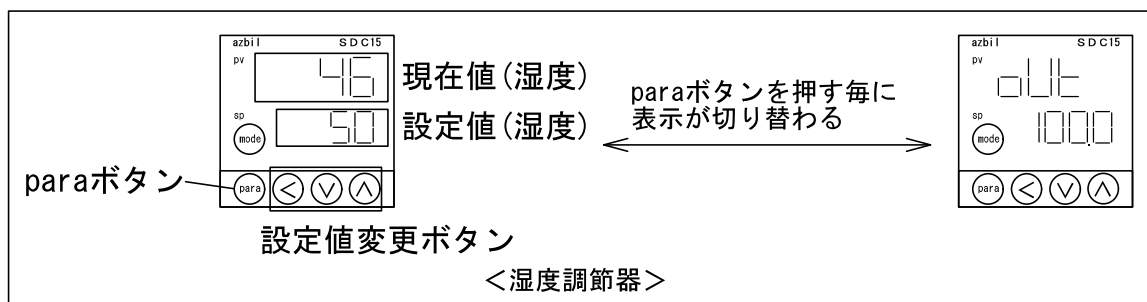 azbil SDC15
pv
46
現在値(湿度)
sp
50
設定値(湿度)
mode
paraボタン
para
設定値変更ボタン
paraボタンを押す毎に
表示が切り替わる
azbil SDC15
pv
oUt
sp
100.0
mode
para
<湿度調節器>